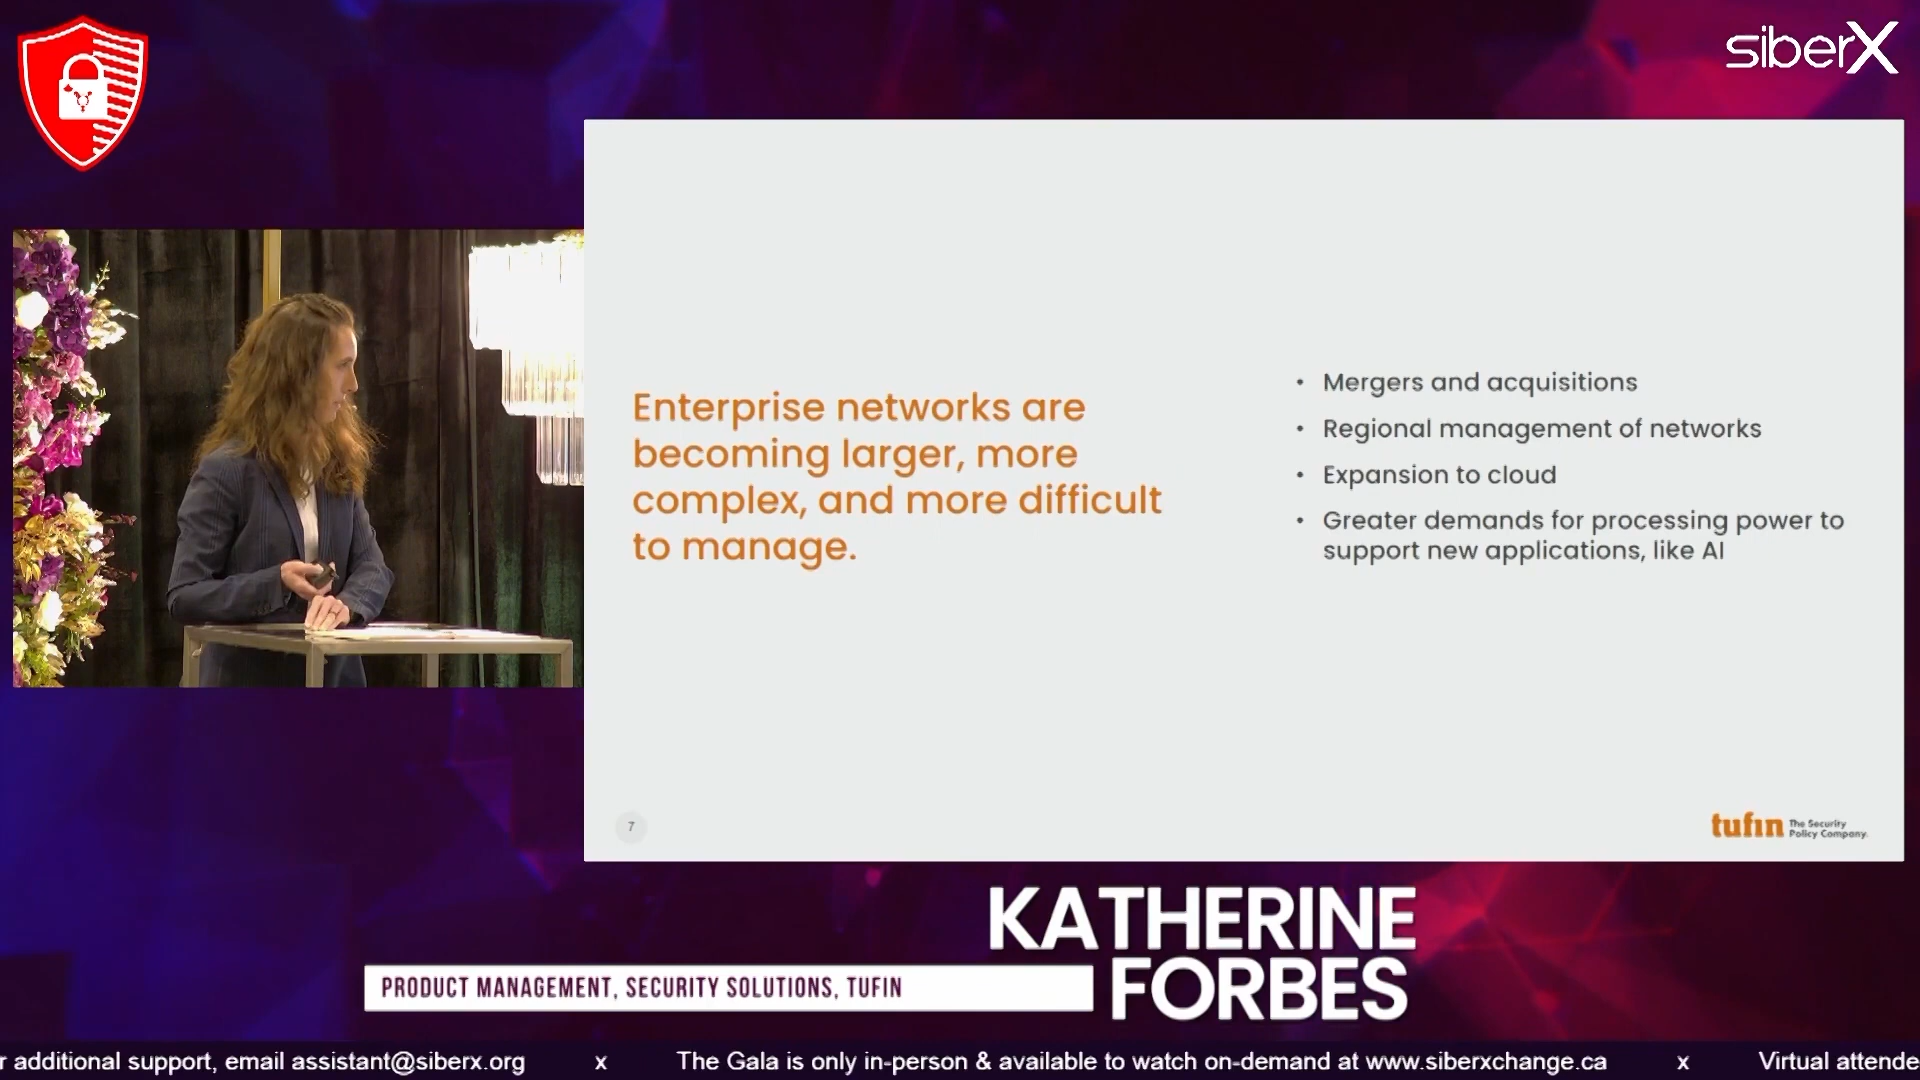 siberX
Enterprise networks are
becoming larger, more
complex, and more difficult
to manage.
• Mergers and acquisitions
• Regional management of networks
• Expansion to cloud
• Greater demands for processing power to
support new applications, like AI
7
tufin The Security
Policy Company.
KATHERINE
FORBES
PRODUCT MANAGEMENT, SECURITY SOLUTIONS, TUFIN
r additional support, email assistant@siberx.org x The Gala is only in-person & available to watch on-demand at www.siberxchange.ca x Virtual attende